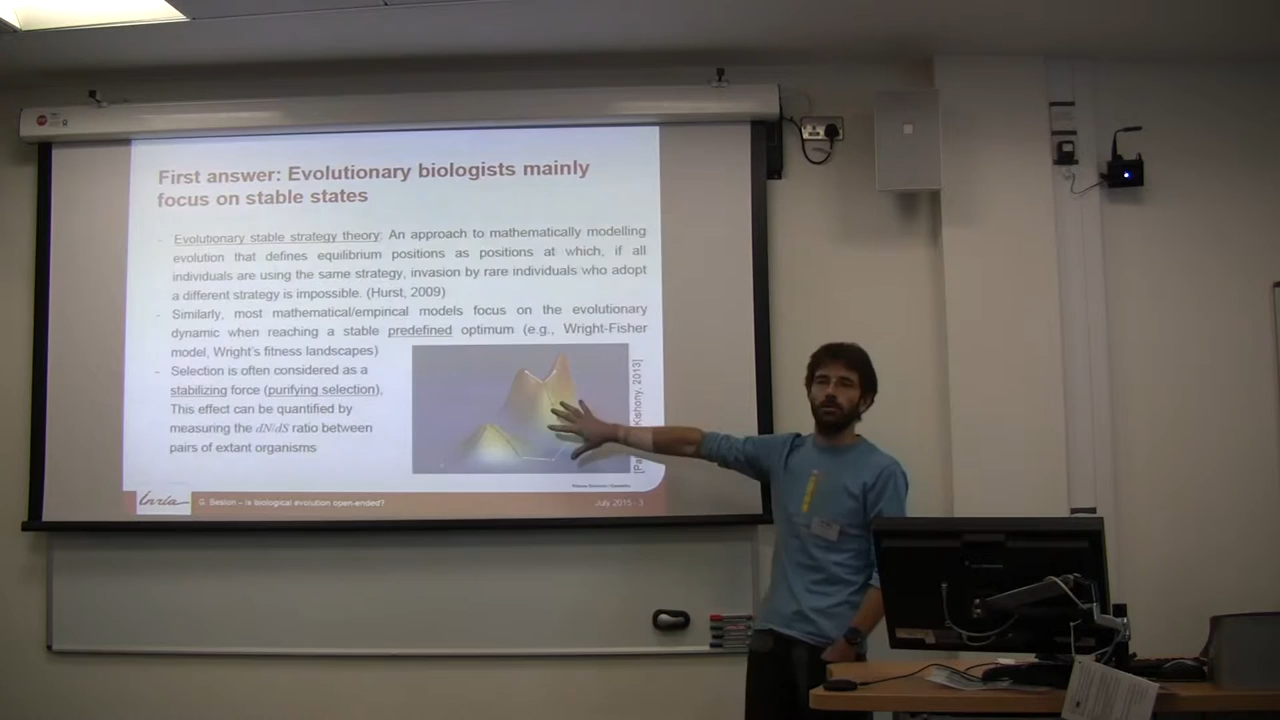 First answer: Evolutionary biologists mainly
focus on stable states
- Evolutionary stable strategy theory: An approach to mathematically modelling
evolution that defines equilibrium positions as positions at which, if all
individuals are using the same strategy, invasion by rare individuals who adopt
a different strategy is impossible. (Hurst, 2009)
- Similarly, most mathematical/empirical models focus on the evolutionary
dynamic when reaching a stable predefined optimum (e.g., Wright-Fisher
model, Wright's fitness landscapes)
- Selection is often considered as a
stabilizing force (purifying selection).
This effect can be quantified by
measuring the dN/dS ratio between
pairs of extant organisms
Kishony, 2013]
Inria
G. Beslon – Is biological evolution open-ended?
July 2015 - 3